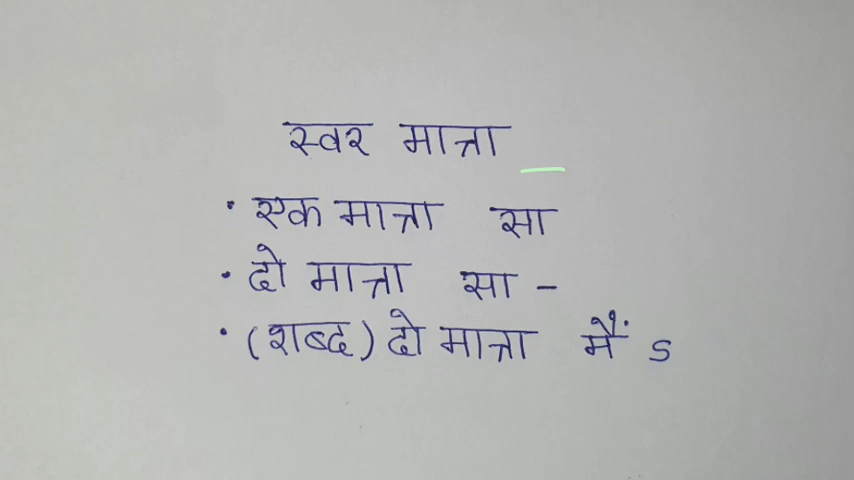 स्वर मात्रा
• एक मात्रा सा
• दो मात्रा सा -
• (शब्द) दो मात्रा मैं ऽ